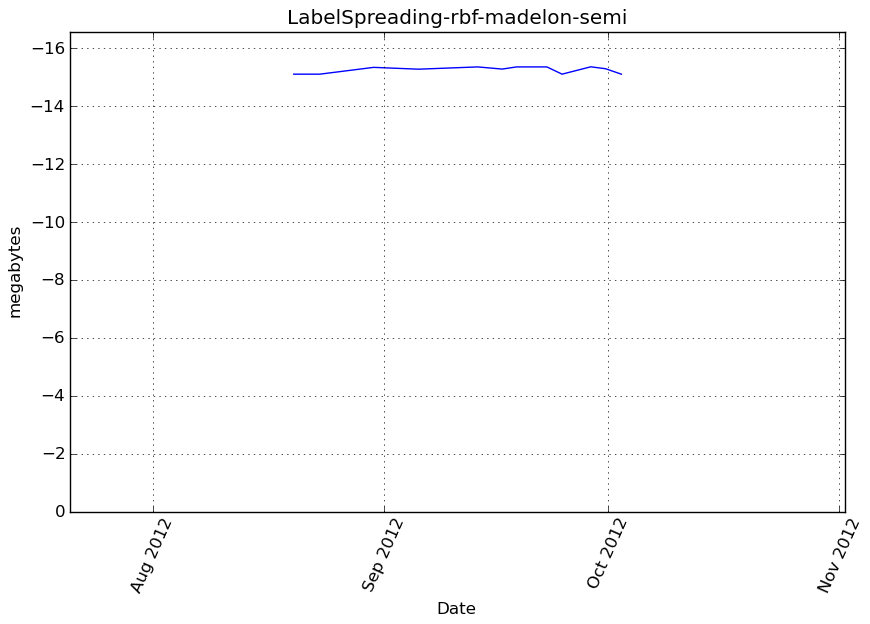 LabelSpreading-rbf-madelon-semi
−16
−14
−12
−10
−8
−6
−4
−2
0
megabytes
Aug 2012
Sep 2012
Oct 2012
Nov 2012
Date